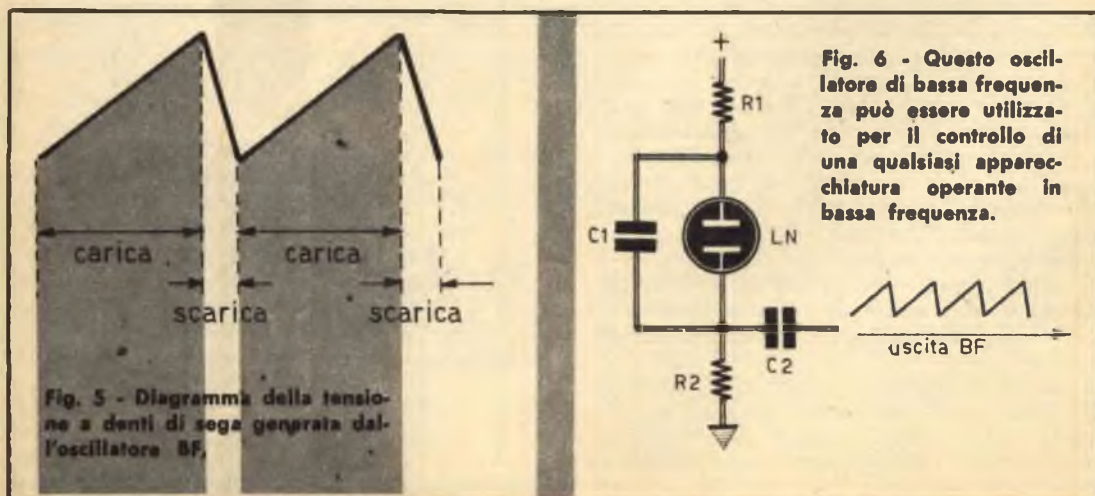 carica
carica
scarica
scarica
Fig. 5 - Diagramma della tensio-
ne a denti di sega generata dal-
l'oscillatore BF.
+
R1
C1
LN
C2
R2
uscita BF
Fig. 6 - Questo oscil-
latore di bassa frequen-
za può essere utilizza-
to per il controllo di
una qualsiasi apparec-
chiatura operante in
bassa frequenza.